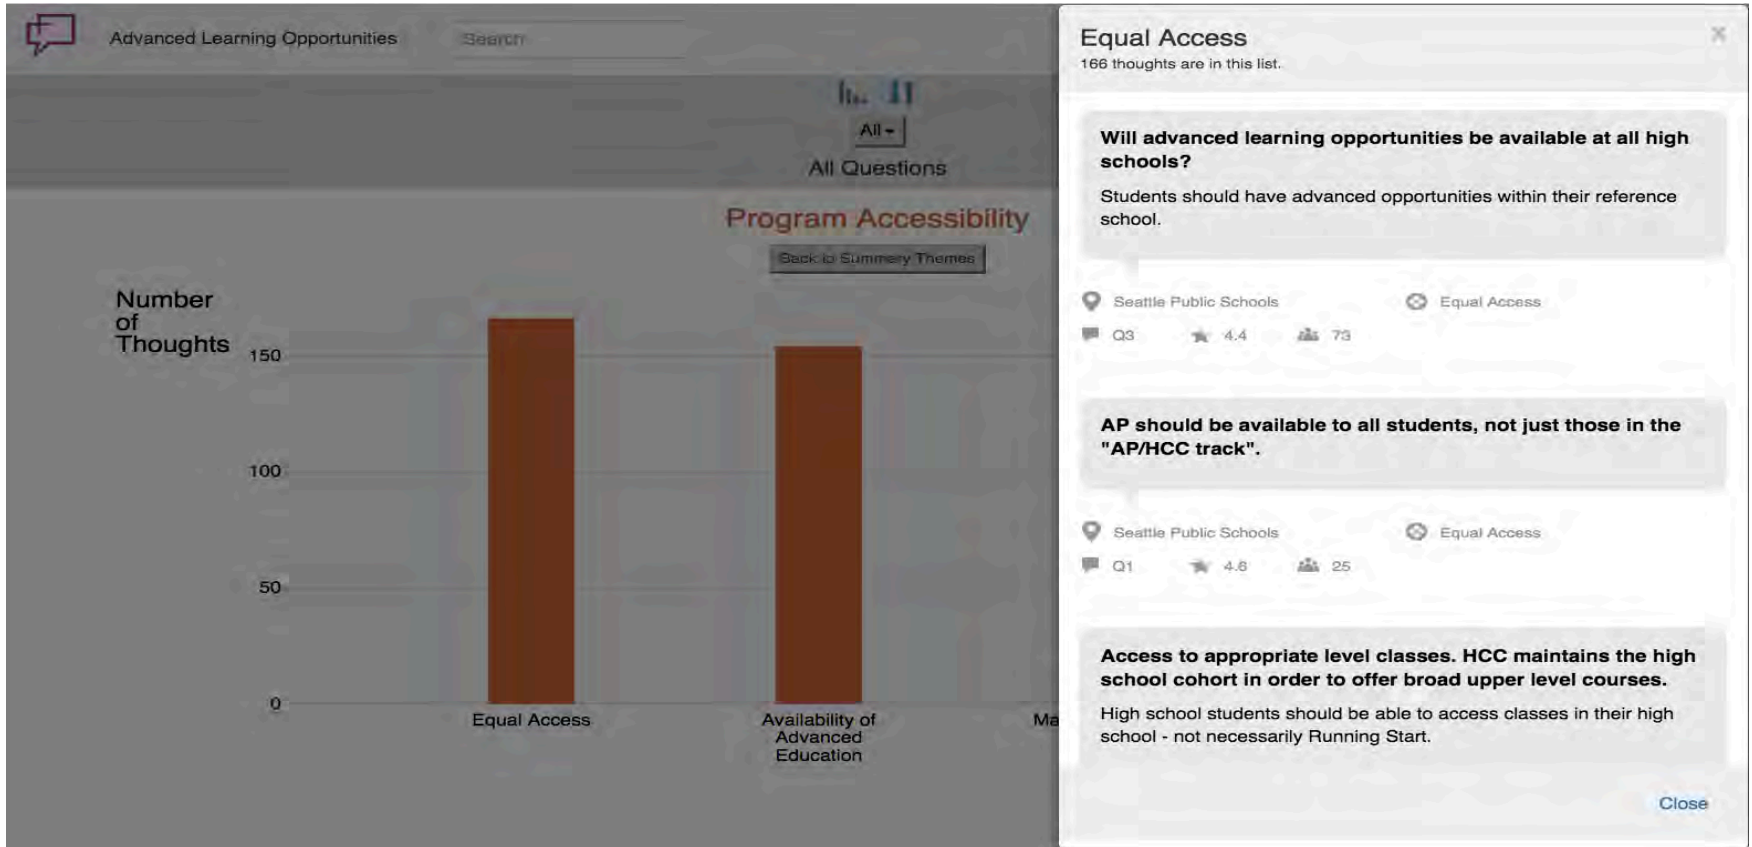 Advanced Learning Opportunities
Search
All
All Questions
Program Accessibility
Back to Summary Themes
Number
of
Thoughts
150
100
50
0
Equal Access
Availability of
Advanced
Education
Ma
Equal Access
×
166 thoughts are in this list.
Will advanced learning opportunities be available at all high
schools?
Students should have advanced opportunities within their reference
school.
Seattle Public Schools
Equal Access
Q3 4.4 73
AP should be available to all students, not just those in the
"AP/HCC track".
Seattle Public Schools
Equal Access
Q1 4.6 25
Access to appropriate level classes. HCC maintains the high
school cohort in order to offer broad upper level courses.
High school students should be able to access classes in their high
school - not necessarily Running Start.
Close